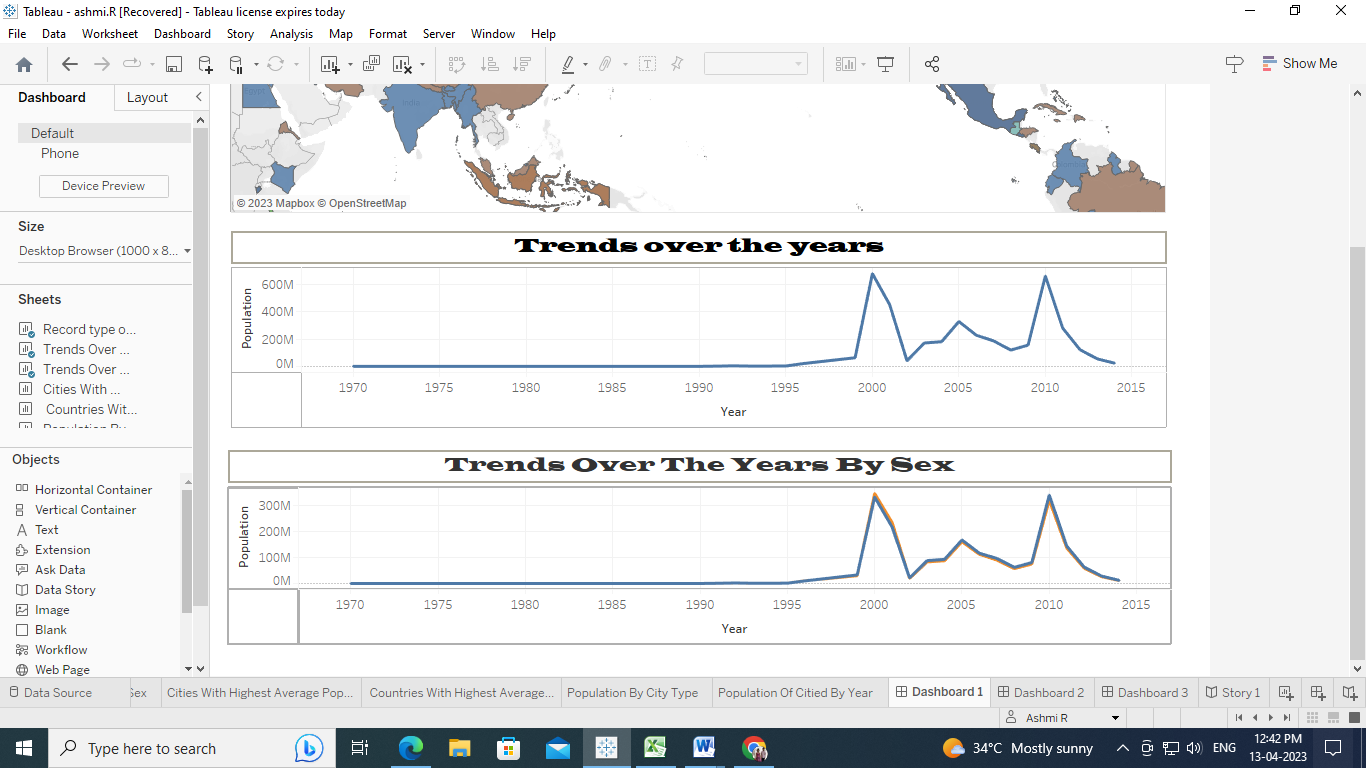 Tableau - ashmi.R [Recovered] - Tableau license expires today
File Data Worksheet Dashboard Story Analysis Map Format Server Window Help
Show Me
Dashboard Layout
Default
Phone
Device Preview
Size
Desktop Browser (1000 x 8...
Sheets
Record type o...
Trends Over ...
Trends Over ...
Cities With ...
Countries Wit...
Objects
Horizontal Container
Vertical Container
Text
Extension
Ask Data
Data Story
Image
Blank
Workflow
Web Page
India
© 2023 Mapbox © OpenStreetMap
Trends over the years
Population
600M
400M
200M
0M
1970 1975 1980 1985 1990 1995 2000 2005 2010 2015
Year
Trends Over The Years By Sex
Population
300M
200M
100M
0M
1970 1975 1980 1985 1990 1995 2000 2005 2010 2015
Year
Data Source Sex Cities With Highest Average Pop... Countries With Highest Average... Population By City Type Population Of Citied By Year Dashboard 1 Dashboard 2 Dashboard 3 Story 1
Ashmi R
Type here to search
34°C Mostly sunny
ENG
12:42 PM
13-04-2023